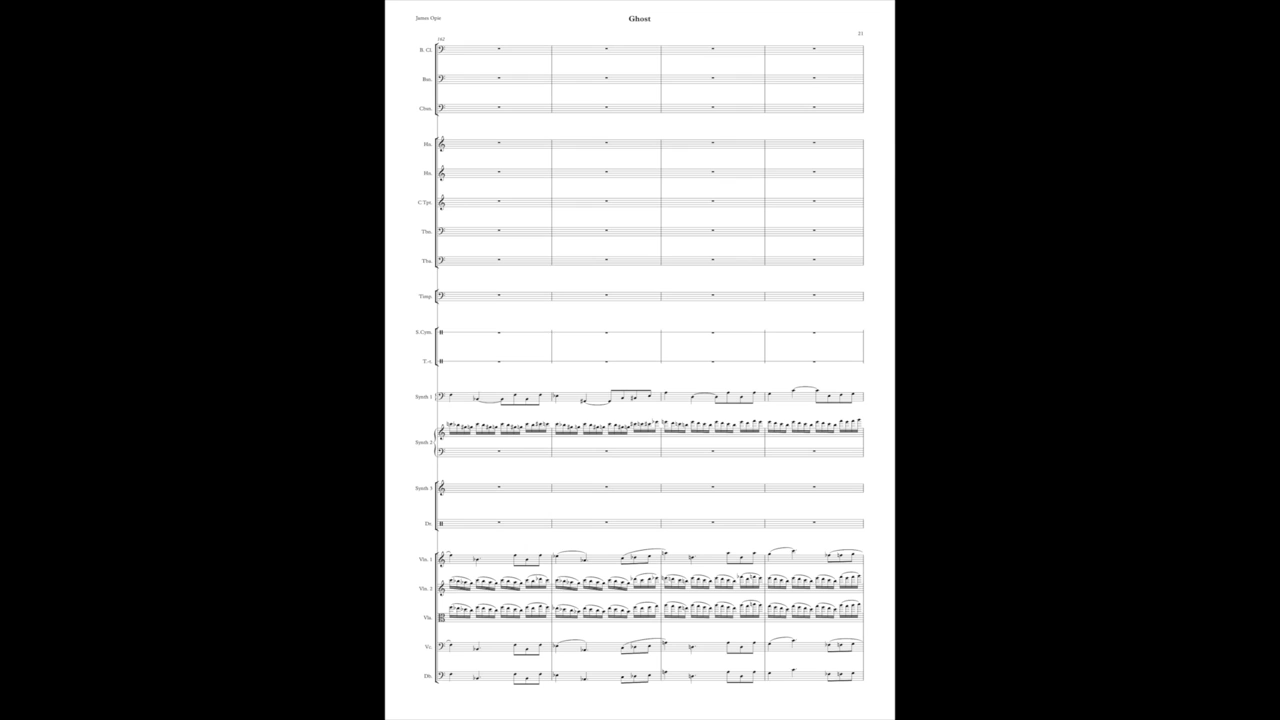 James Opie
Ghost
21
142
B. Cl.
Bsn.
Cbsn.
Hn.
Hn.
C Tpt.
Tbn.
Tba.
Timp.
S.Cym.
T.-t.
Synth 1
Synth 2
Synth 3
Dr.
Vln. 1
Vln. 2
Vla.
Vc.
Db.